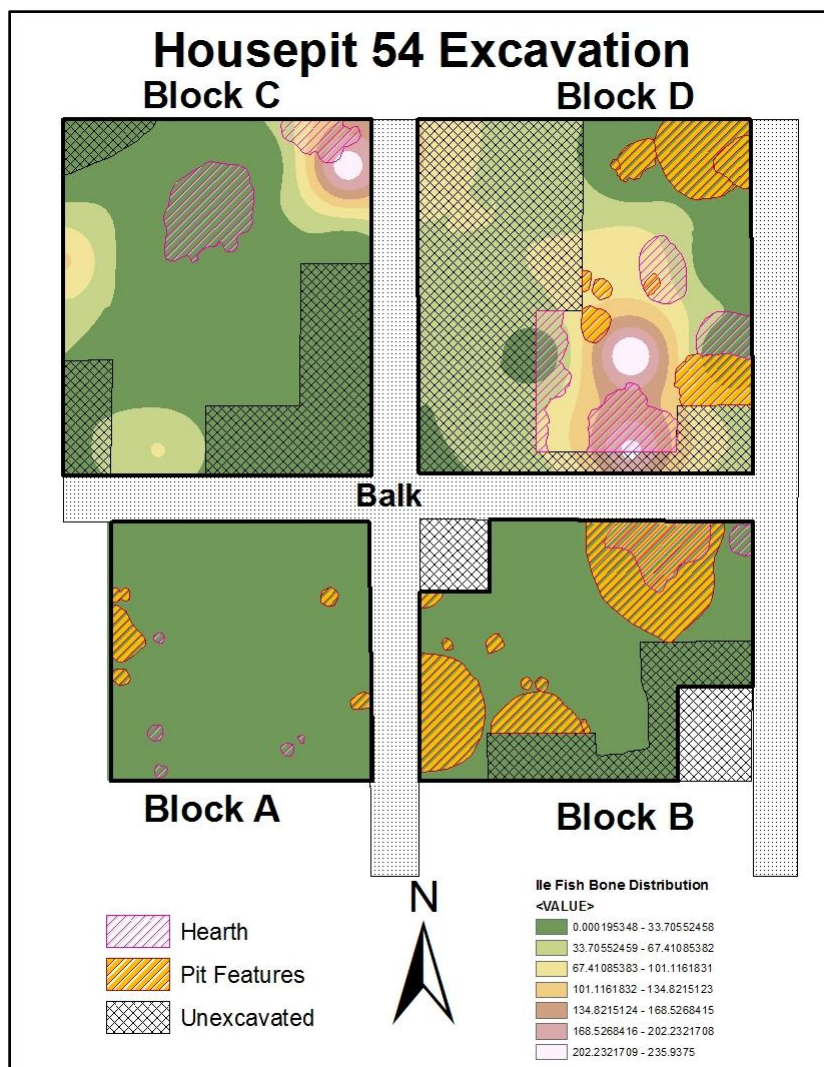 Housepit 54 Excavation
Block C
Block D
Balk
Block A
Block B
N
Hearth
Pit Features
Unexcavated
IIe Fish Bone Distribution
<VALUE>
0.000195348 - 33.70552458
33.70552459 - 67.41085382
67.41085383 - 101.1161831
101.1161832 - 134.8215123
134.8215124 - 168.5268415
168.5268416 - 202.2321708
202.2321709 - 235.9375